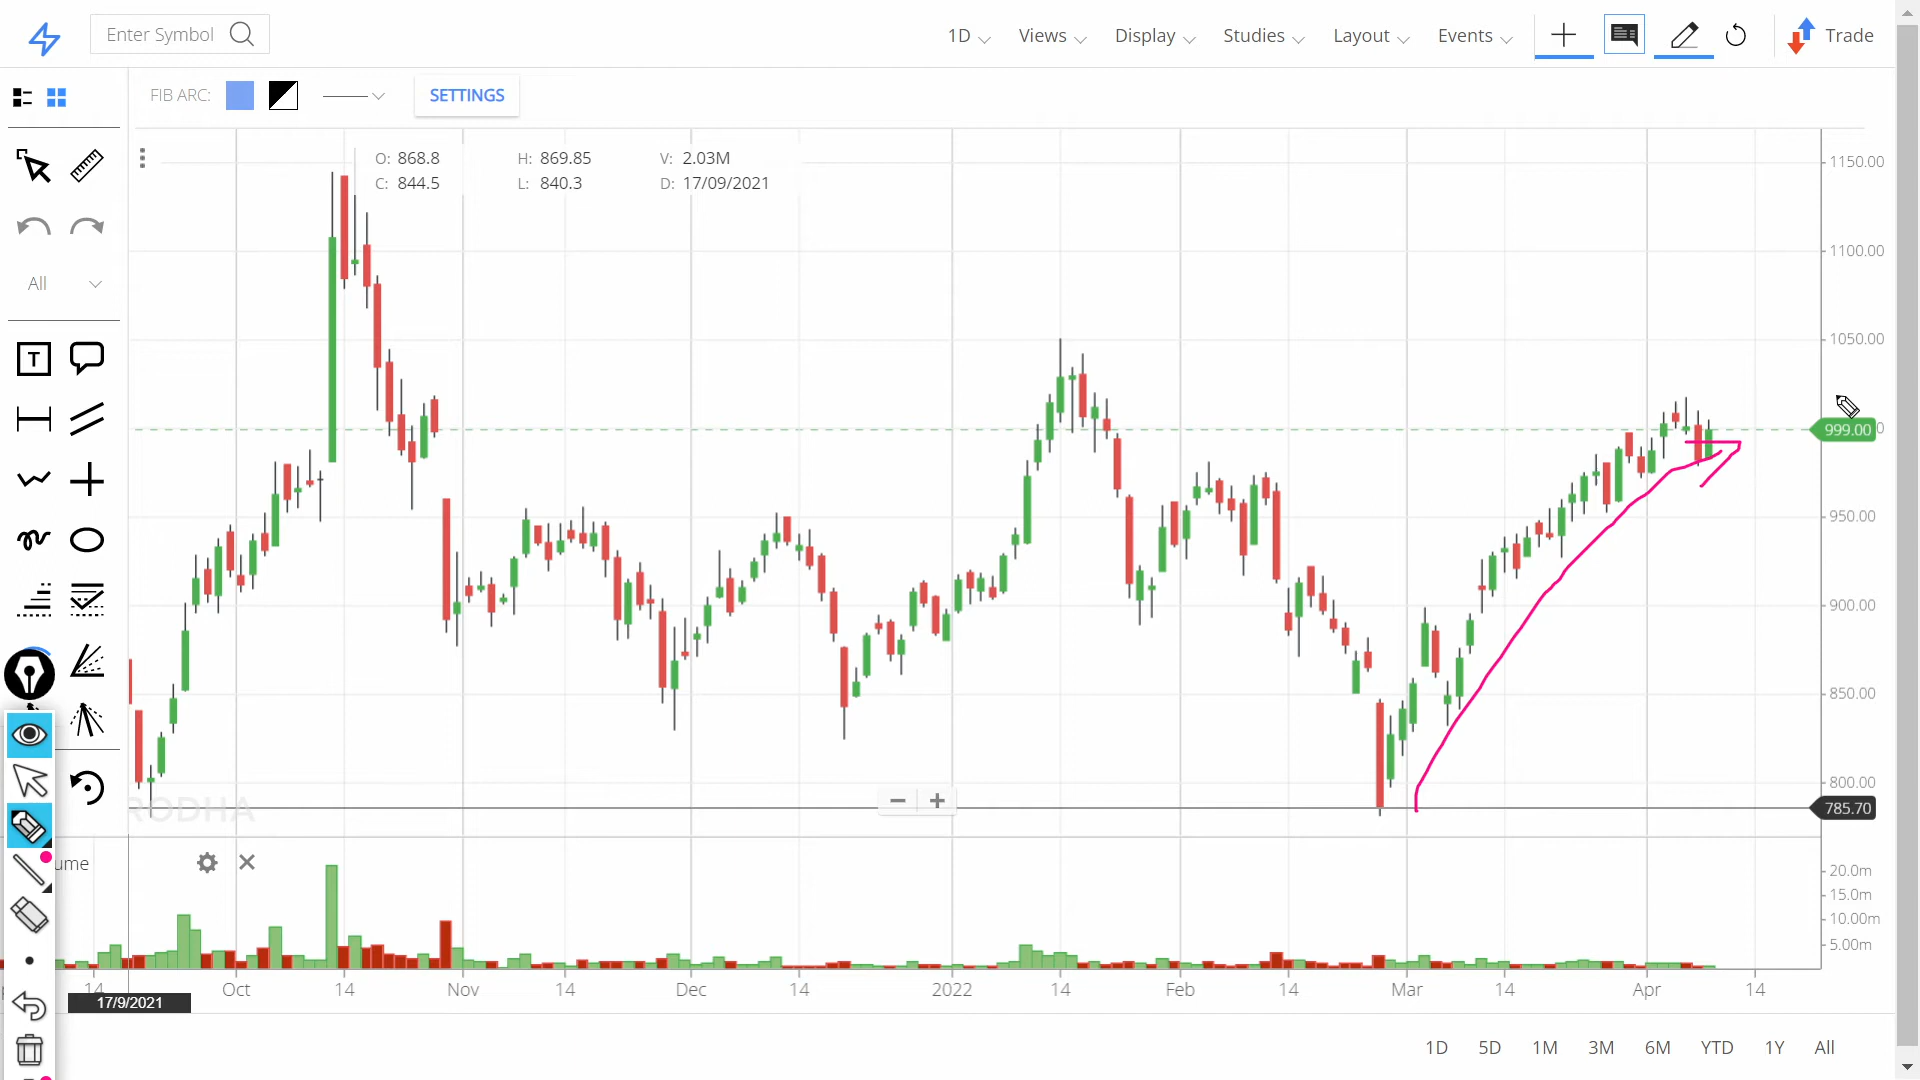 Enter Symbol
1D Views Display Studies Layout Events Trade
FIB ARC: SETTINGS
O: 868.8 H: 869.85 V: 2.03M
C: 844.5 L: 840.3 D: 17/09/2021
All
T
1150.00
1100.00
1050.00
999.00
950.00
900.00
850.00
800.00
785.70
RODHA
ume
20.0m
15.0m
10.00m
5.00m
14 Oct 14 Nov 14 Dec 14 2022 14 Feb 14 Mar 14 Apr 14
17/9/2021
1D 5D 1M 3M 6M YTD 1Y All